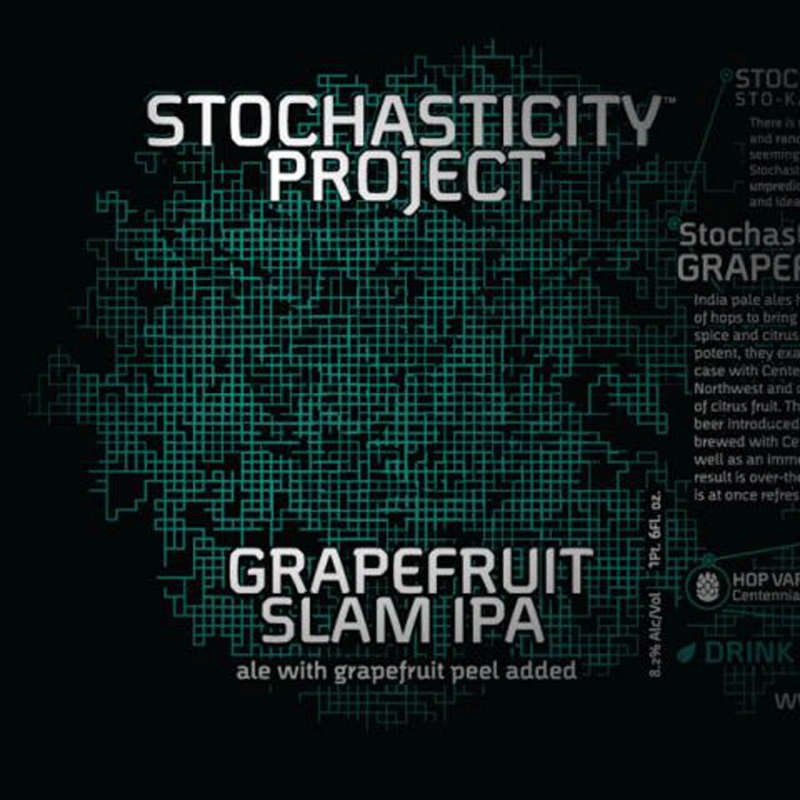 STOCHASTICITY™
PROJECT
GRAPEFRUIT
SLAM IPA
ale with grapefruit peel added
8.2% Alc/Vol 1Pt. 6Fl. oz.
STOC
STO-K
There is
and rand
seeming
Stochast
unpredic
and idea
Stochast
GRAPEF
India pale ales
of hops to bring
spice and citrus
potent, they exa
case with Cente
Northwest and
of citrus fruit. Th
beer introduced
brewed with Ce
well as an imme
result is over-the
is at once refres
HOP VAR
Centennia
DRINK